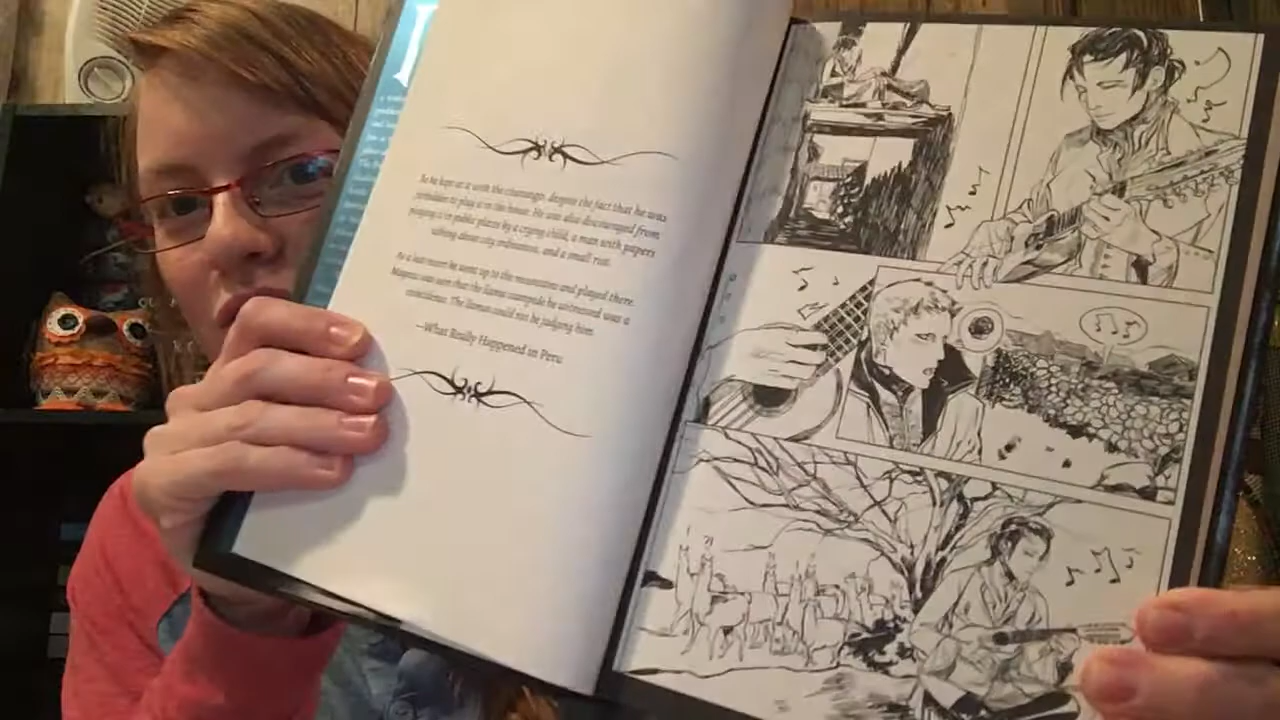 So he kept at it with the charango, despite the fact that he was
forbidden to play it in the house. He was also discouraged from
playing it in public places by a crying child, a man with papers
talking about city ordinances, and a small riot.
As a last resort he went up to the mountains and played there.
Magnus was sure that the llama stampede he witnessed was a
coincidence. The llamas could not be judging him.
—What Really Happened in Peru